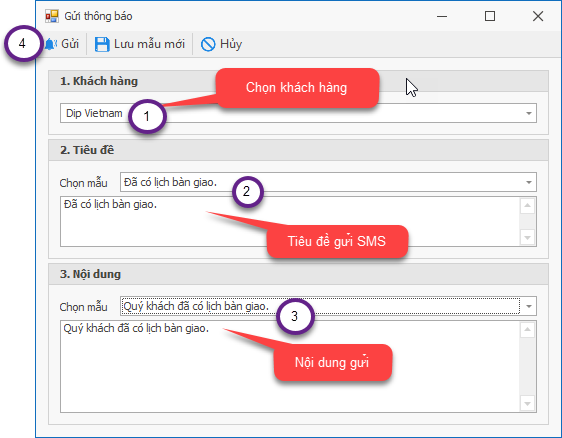 Gửi thông báo
4 Gửi Lưu mẫu mới Hủy
1. Khách hàng
Chọn khách hàng
Dip Vietnam
1
2. Tiêu đề
Chọn mẫu Đã có lịch bàn giao.
2
Đã có lịch bàn giao.
Tiêu đề gửi SMS
3. Nội dung
Chọn mẫu Quý khách đã có lịch bàn giao.
3
Quý khách đã có lịch bàn giao.
Nội dung gửi